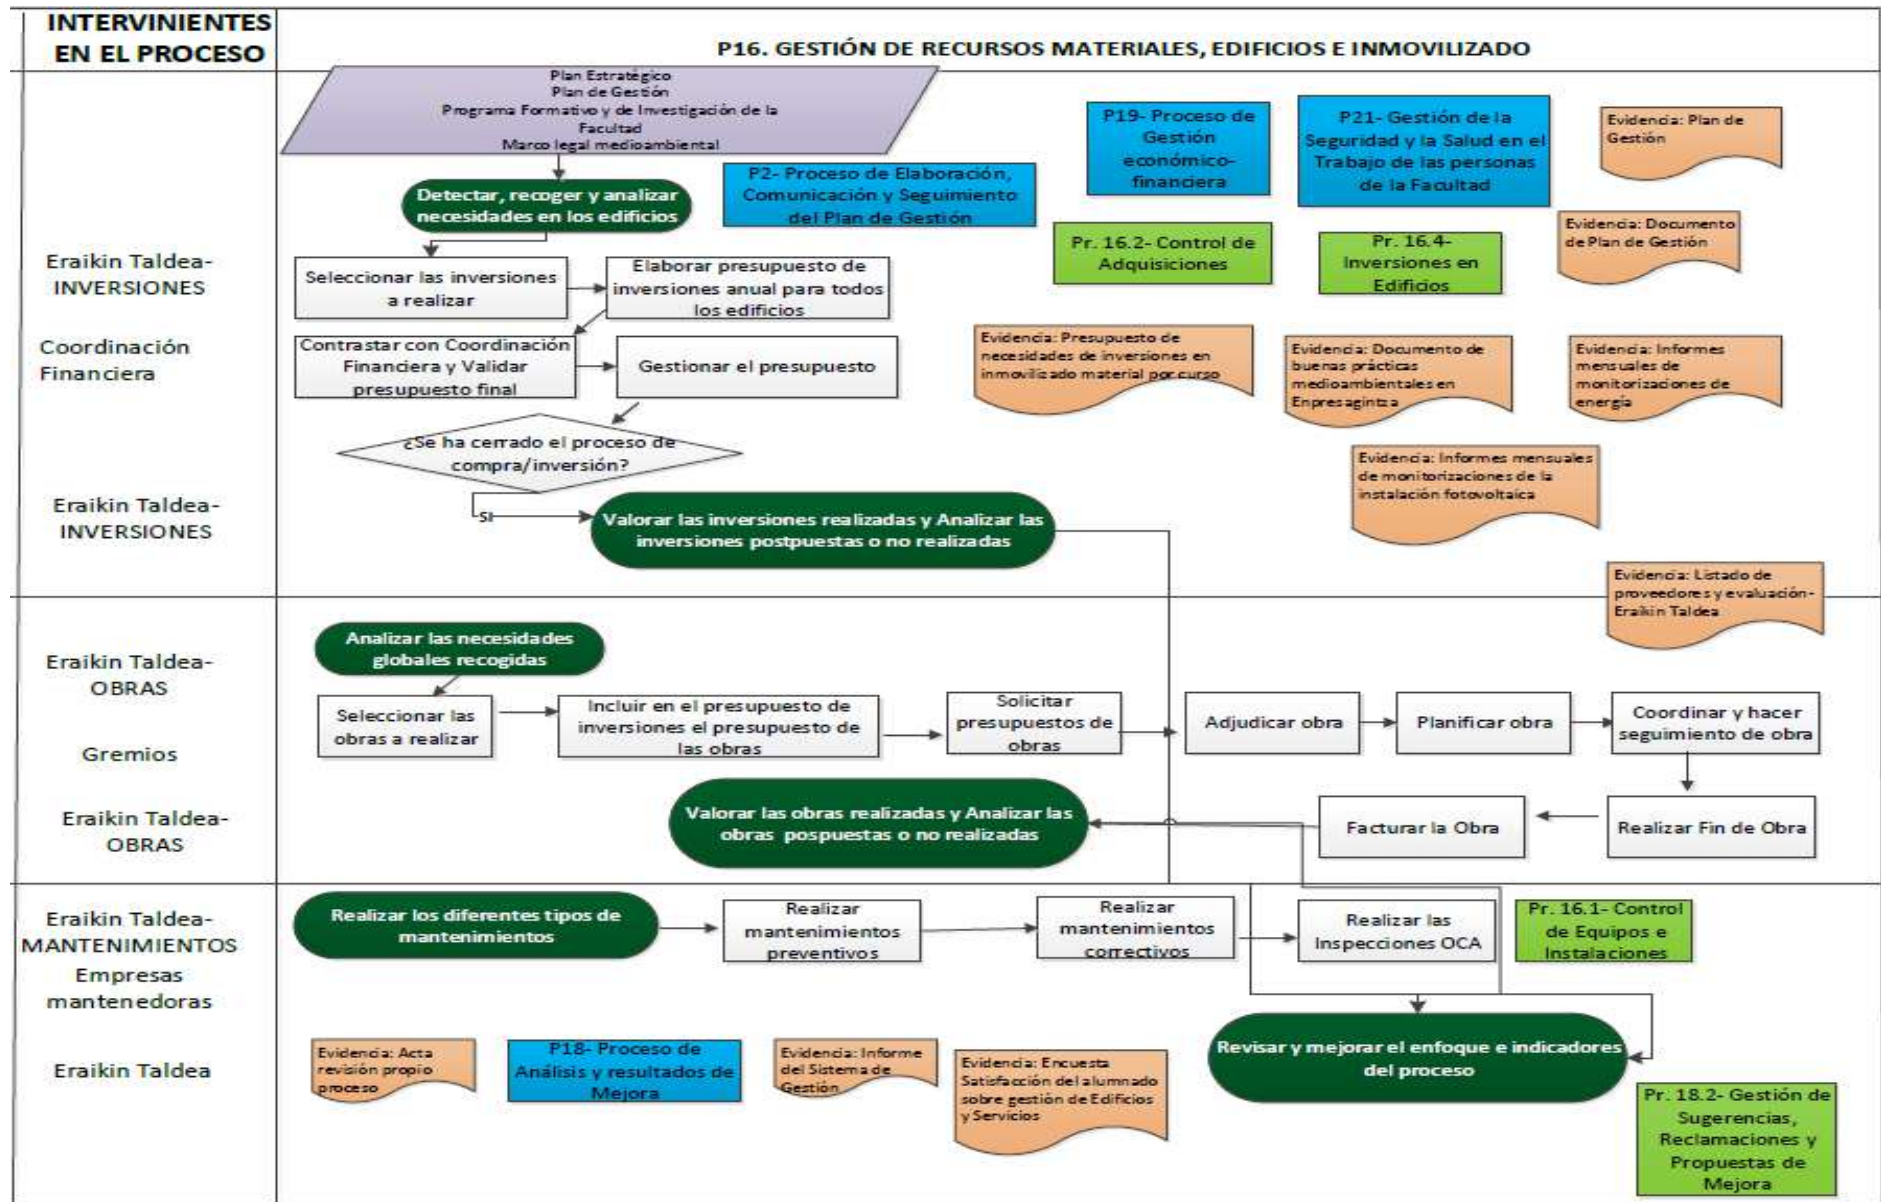 INTERVINIENTES
EN EL PROCESO
P16. GESTIÓN DE RECURSOS MATERIALES, EDIFICIOS E INMOVILIZADO
Plan Estratégico
Plan de Gestión
Programa Formativo y de Investigación de la
Facultad
Marco legal medioambiental
P2- Proceso de Elaboración,
Comunicación y Seguimiento
del Plan de Gestión
P19- Proceso de
Gestión
económico-
financiera
P21- Gestión de la
Seguridad y la Salud en el
Trabajo de las personas
de la Facultad
Evidencia: Plan de
Gestión
Detectar, recoger y analizar
necesidades en los edificios
Pr. 16.2- Control de
Adquisiciones
Pr. 16.4-
Inversiones en
Edificios
Evidencia: Documento
de Plan de Gestión
Eraikin Taldea-
INVERSIONES
Seleccionar las inversiones
a realizar
Elaborar presupuesto de
inversiones anual para todos
los edificios
Coordinación
Financiera
Contrastar con Coordinación
Financiera y Validar
presupuesto final
Gestionar el presupuesto
Evidencia: Presupuesto de
necesidades de inversiones en
inmovilizado material por curso
Evidencia: Documento de
buenas prácticas
medioambientales en
Enpresagintza
Evidencia: Informes
mensuales de
monitorizaciones de
energía
¿Se ha cerrado el proceso de
compra/inversión?
Evidencia: Informes mensuales
de monitorizaciones de la
instalación fotovoltaica
Eraikin Taldea-
INVERSIONES
SI
Valorar las inversiones realizadas y Analizar las
inversiones postpuestas o no realizadas
Evidencia: Listado de
proveedores y evaluación-
Eraikin Taldea
Eraikin Taldea-
OBRAS
Analizar las necesidades
globales recogidas
Seleccionar las
obras a realizar
Incluir en el presupuesto de
inversiones el presupuesto de
las obras
Solicitar
presupuestos de
obras
Adjudicar obra
Planificar obra
Coordinar y hacer
seguimiento de obra
Gremios
Eraikin Taldea-
OBRAS
Valorar las obras realizadas y Analizar las
obras pospuestas o no realizadas
Facturar la Obra
Realizar Fin de Obra
Eraikin Taldea-
MANTENIMIENTOS
Empresas
mantenedoras
Realizar los diferentes tipos de
mantenimientos
Realizar
mantenimientos
preventivos
Realizar
mantenimientos
correctivos
Realizar las
Inspecciones OCA
Pr. 16.1- Control
de Equipos e
Instalaciones
Eraikin Taldea
Evidencia: Acta
revisión propio
proceso
P18- Proceso de
Análisis y resultados de
Mejora
Evidencia: Informe
del Sistema de
Gestión
Evidencia: Encuesta
Satisfacción del alumnado
sobre gestión de Edificios
y Servicios
Revisar y mejorar el enfoque e indicadores
del proceso
Pr. 18.2- Gestión de
Sugerencias,
Reclamaciones y
Propuestas de
Mejora